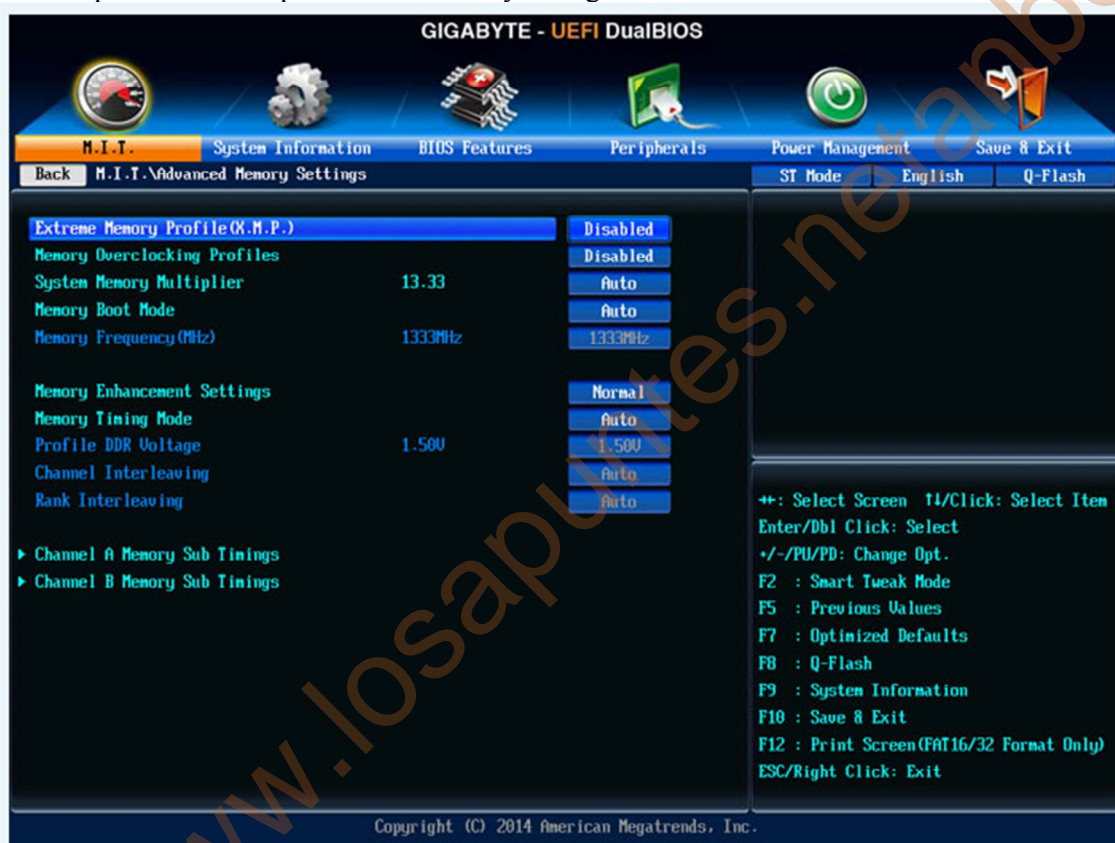 GIGABYTE - UEFI DualBIOS
M.I.T. System Information BIOS Features Peripherals Power Management Save & Exit
Back M.I.T.\Advanced Memory Settings ST Mode English Q-Flash
Extreme Memory Profile(X.M.P.) Disabled
Memory Overclocking Profiles Disabled
System Memory Multiplier 13.33 Auto
Memory Boot Mode Auto
Memory Frequency(MHz) 1333MHz 1333MHz
Memory Enhancement Settings Normal
Memory Timing Mode Auto
Profile DDR Voltage 1.50V 1.50V
Channel Interleaving Auto
Rank Interleaving Auto
Channel A Memory Sub Timings
Channel B Memory Sub Timings
↔: Select Screen ↑↓/Click: Select Item
Enter/Dbl Click: Select
+/-/PU/PD: Change Opt.
F2 : Smart Tweak Mode
F5 : Previous Values
F7 : Optimized Defaults
F8 : Q-Flash
F9 : System Information
F10 : Save & Exit
F12 : Print Screen(FAT16/32 Format Only)
ESC/Right Click: Exit
Copyright (C) 2014 American Megatrends, Inc.